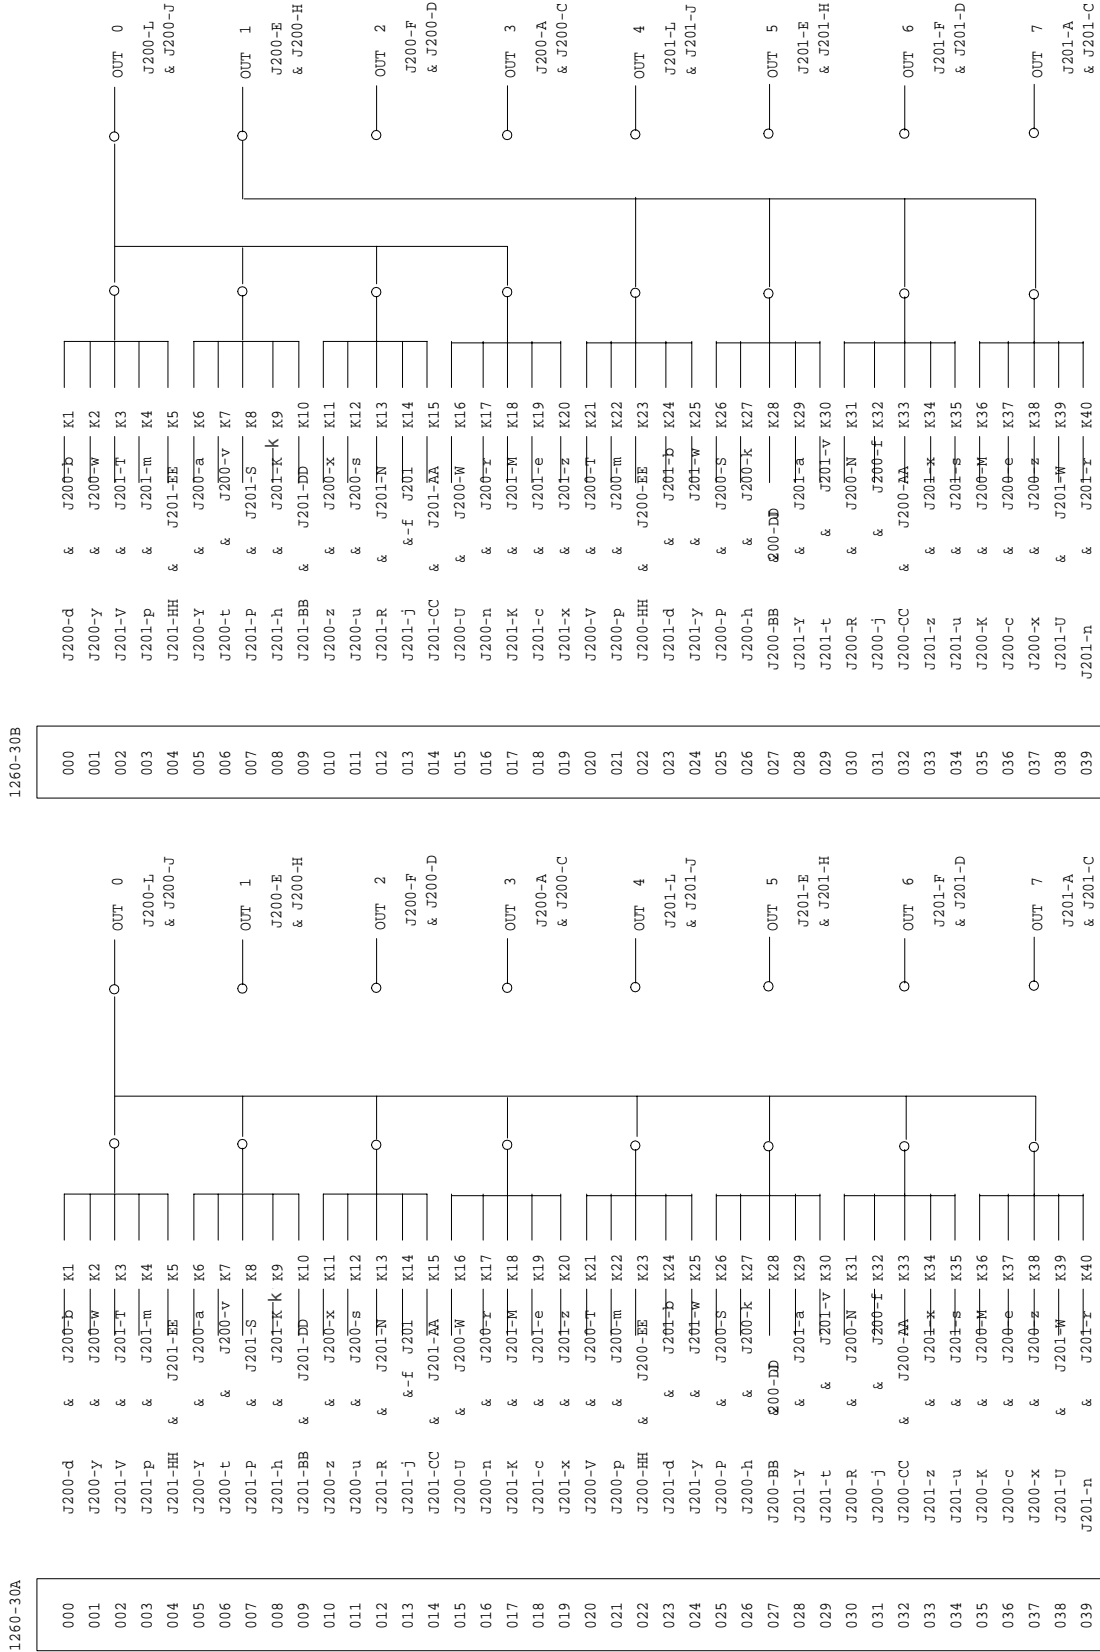 1260-30A
000 J200-d & J200-b K1
001 J200-y & J200-w K2
002 J201-V & J201-T K3
003 J201-p & J201-m K4
004 J201-HH & J201-EE K5
005 J200-Y & J200-a K6
006 J200-t & J200-v K7
007 J201-P & J201-S K8
008 J201-h & J201-K k K9
009 J201-BB & J201-DD K10
010 J200-z & J200-x K11
011 J200-u & J200-s K12
012 J201-R & J201-N K13
013 J201-j &-f J201 K14
014 J201-CC & J201-AA K15
015 J200-U & J200-W K16
016 J200-n & J200-r K17
017 J201-K & J201-M K18
018 J201-c & J201-e K19
019 J201-x & J201-z K20
020 J200-V & J200-T K21
021 J200-p & J200-m K22
022 J200-HH & J200-EE K23
023 J201-d & J201-b K24
024 J201-y & J201-w K25
025 J200-P & J200-S K26
026 J200-h & J200-k K27
027 J200-BB &200-DD K28
028 J201-Y & J201-a K29
029 J201-t & J201-v K30
030 J200-R & J200-N K31
031 J200-j & J200-f K32
032 J200-CC & J200-AA K33
033 J201-z & J201-x K34
034 J201-u & J201-s K35
035 J200-K & J200-M K36
036 J200-c & J200-e K37
037 J200-x & J200-z K38
038 J201-U & J201-W K39
039 J201-n & J201-r K40
OUT 0
J200-L
& J200-J
OUT 1
J200-E
& J200-H
OUT 2
J200-F
& J200-D
OUT 3
J200-A
& J200-C
OUT 4
J201-L
& J201-J
OUT 5
J201-E
& J201-H
OUT 6
J201-F
& J201-D
OUT 7
J201-A
& J201-C
1260-30B
000 J200-d & J200-b K1
001 J200-y & J200-w K2
002 J201-V & J201-T K3
003 J201-p & J201-m K4
004 J201-HH & J201-EE K5
005 J200-Y & J200-a K6
006 J200-t & J200-v K7
007 J201-P & J201-S K8
008 J201-h & J201-K k K9
009 J201-BB & J201-DD K10
010 J200-z & J200-x K11
011 J200-u & J200-s K12
012 J201-R & J201-N K13
013 J201-j &-f J201 K14
014 J201-CC & J201-AA K15
015 J200-U & J200-W K16
016 J200-n & J200-r K17
017 J201-K & J201-M K18
018 J201-c & J201-e K19
019 J201-x & J201-z K20
020 J200-V & J200-T K21
021 J200-p & J200-m K22
022 J200-HH & J200-EE K23
023 J201-d & J201-b K24
024 J201-y & J201-w K25
025 J200-P & J200-S K26
026 J200-h & J200-k K27
027 J200-BB &200-DD K28
028 J201-Y & J201-a K29
029 J201-t & J201-v K30
030 J200-R & J200-N K31
031 J200-j & J200-f K32
032 J200-CC & J200-AA K33
033 J201-z & J201-x K34
034 J201-u & J201-s K35
035 J200-K & J200-M K36
036 J200-c & J200-e K37
037 J200-x & J200-z K38
038 J201-U & J201-W K39
039 J201-n & J201-r K40
OUT 0
J200-L
& J200-J
OUT 1
J200-E
& J200-H
OUT 2
J200-F
& J200-D
OUT 3
J200-A
& J200-C
OUT 4
J201-L
& J201-J
OUT 5
J201-E
& J201-H
OUT 6
J201-F
& J201-D
OUT 7
J201-A
& J201-C